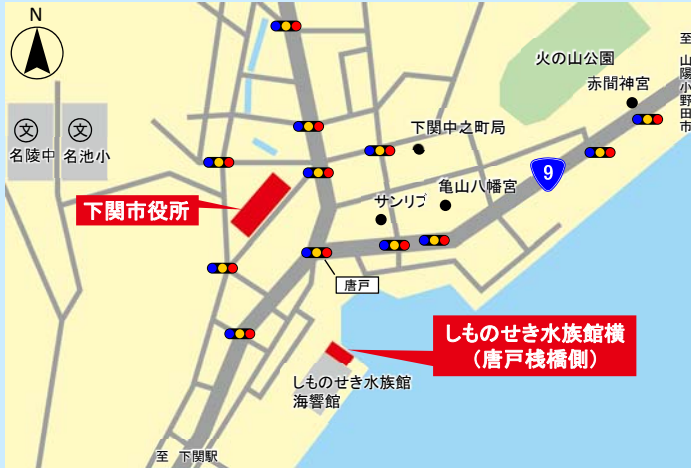 N
火の山公園
至 山陽小野田市
赤間神宮
文
文
名陵中
名池小
下関中之町局
9
亀山八幡宮
サンリブ
下関市役所
唐戸
しものせき水族館横
(唐戸桟橋側)
しものせき水族館
海響館
至 下関駅